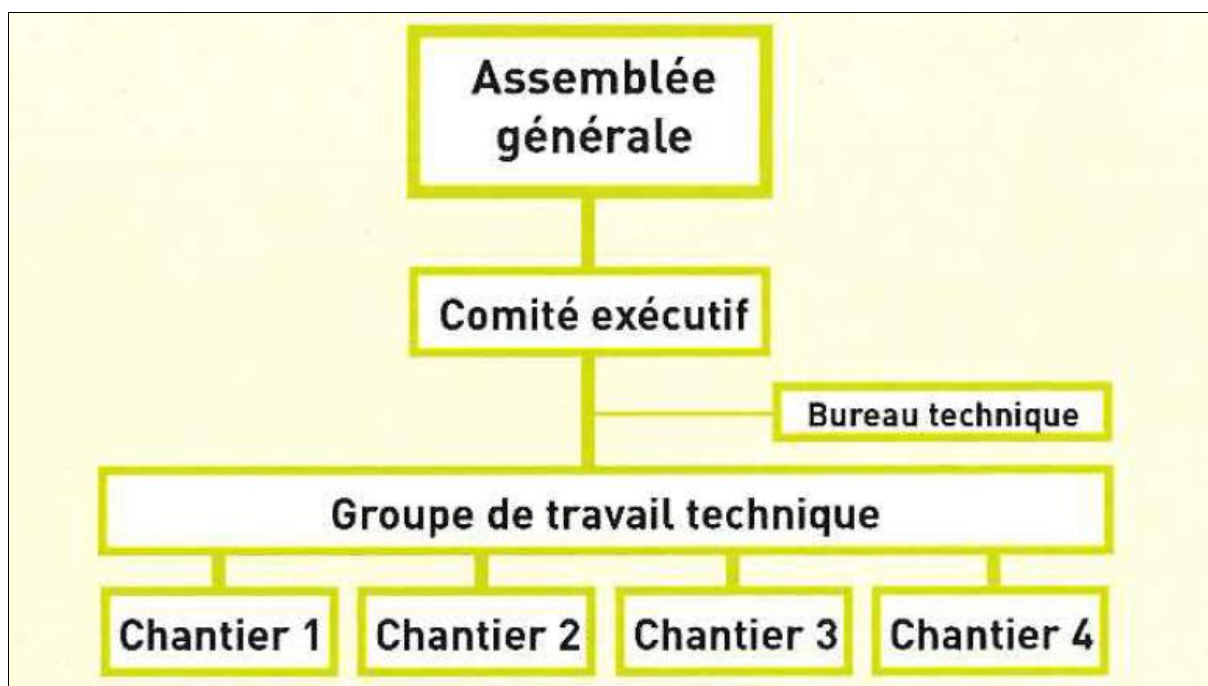 Assemblée
générale
Comité exécutif
Bureau technique
Groupe de travail technique
Chantier 1
Chantier 2
Chantier 3
Chantier 4